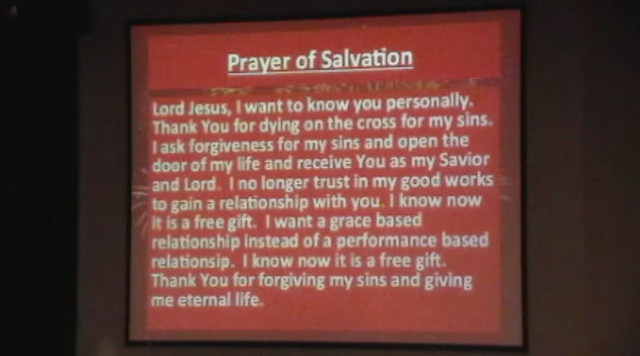 Prayer of Salvation
Lord Jesus, I want to know you personally.
Thank You for dying on the cross for my sins.
I ask forgiveness for my sins and open the
door of my life and receive You as my Savior
and Lord. I no longer trust in my good works
to gain a relationship with you. I know now
it is a free gift. I want a grace based
relationship instead of a performance based
relationsip. I know now it is a free gift.
Thank You for forgiving my sins and giving
me eternal life.